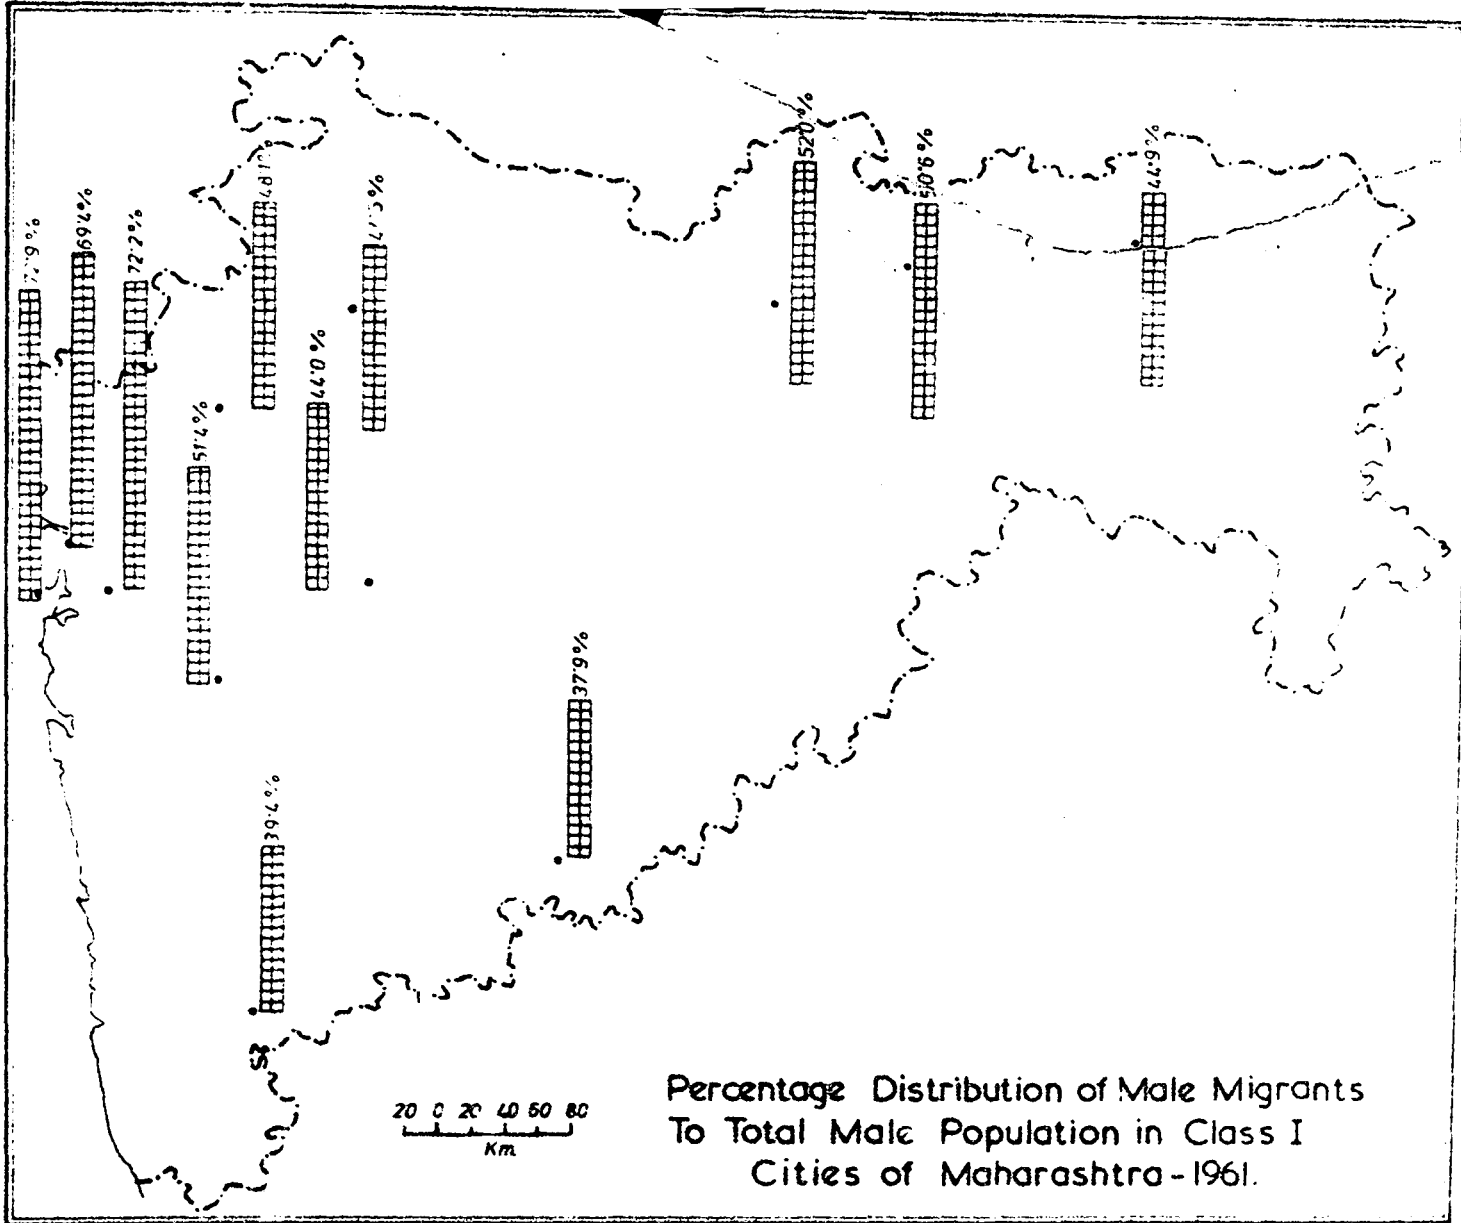 52.0%
50.6%
44.9%
69.4%
72.2%
44.0%
51.4%
37.9%
39.4%
20 0 20 40 60 80
Km
Percentage Distribution of Male Migrants
To Total Male Population in Class I
Cities of Maharashtra-1961.